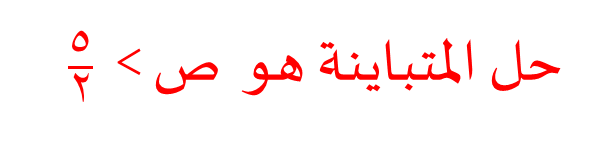 حل المتباينة هو ص > ٥/٢